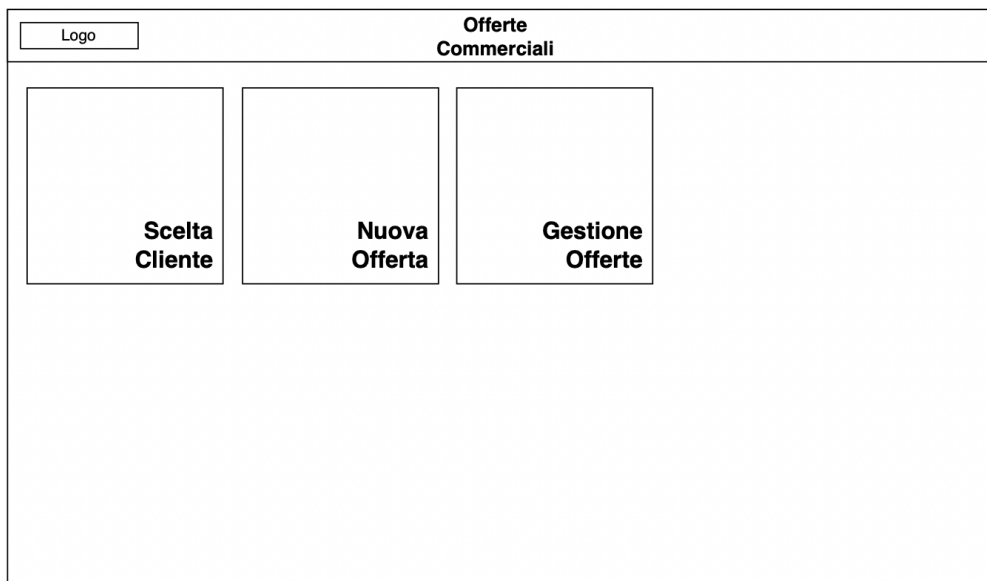 Logo
Offerte
Commerciali
Scelta
Cliente
Nuova
Offerta
Gestione
Offerte